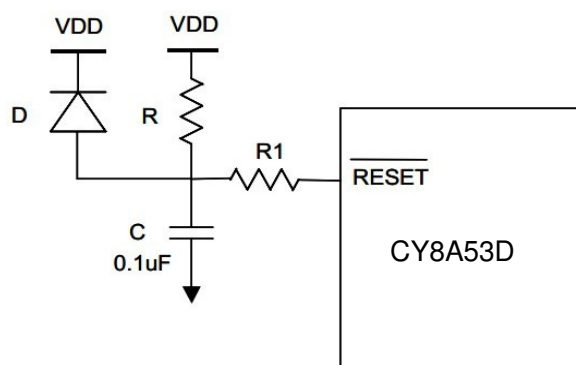 VDD
VDD
D
R
R1
RESET
C
0.1uF
CY8A53D